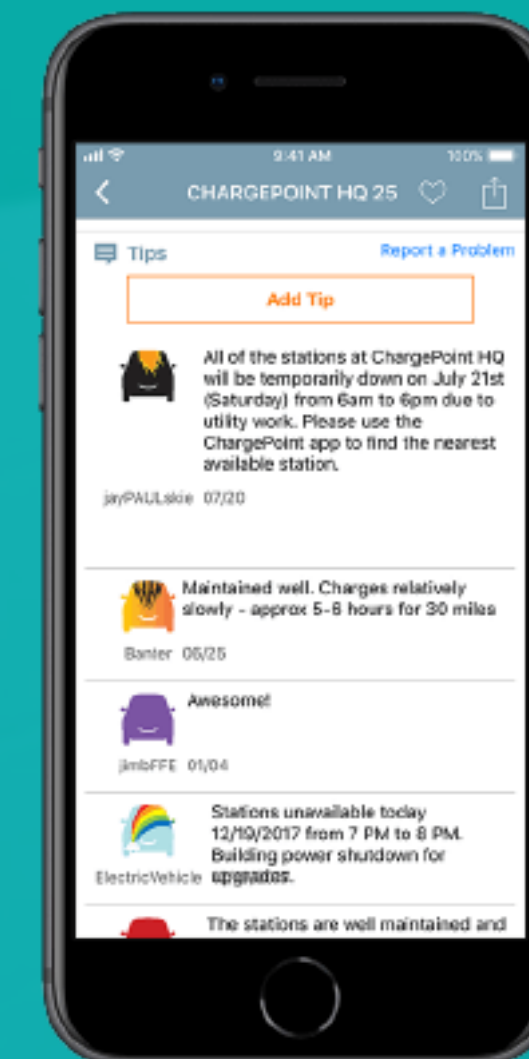 9:41 AM 100%
CHARGEPOINT HQ 25
Tips Report a Problem
Add Tip
All of the stations at ChargePoint HQ
will be temporarily down on July 21st
(Saturday) from 6am to 6pm due to
utility work. Please use the
ChargePoint app to find the nearest
available station.
jayPAULskie 07/20
Maintained well. Charges relatively
slowly - approx 5-6 hours for 30 miles
Banter 06/25
Awesome!
jimbFFE 01/04
Stations unavailable today
12/19/2017 from 7 PM to 8 PM.
Building power shutdown for
ElectricVehicle upgrades.
The stations are well maintained and